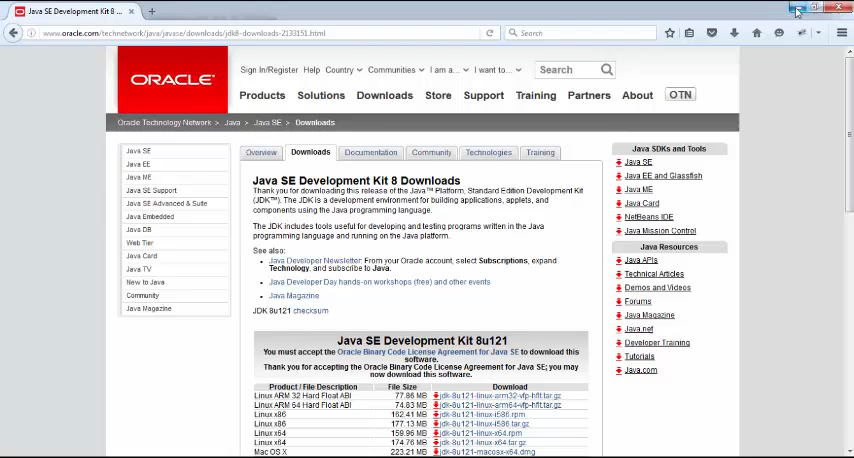 Java SE Development Kit 8 ...
www.oracle.com/technetwork/java/javase/downloads/jdk8-downloads-2133151.html
Search
ORACLE
Sign In/Register Help Country Communities I am a... I want to... Search
Products Solutions Downloads Store Support Training Partners About OTN
Oracle Technology Network > Java > Java SE > Downloads
Java SE
Java EE
Java ME
Java SE Support
Java SE Advanced & Suite
Java Embedded
Java DB
Web Tier
Java Card
Java TV
New to Java
Community
Java Magazine
Overview Downloads Documentation Community Technologies Training
Java SE Development Kit 8 Downloads
Thank you for downloading this release of the Java™ Platform, Standard Edition Development Kit
(JDK™). The JDK is a development environment for building applications, applets, and
components using the Java programming language.
The JDK includes tools useful for developing and testing programs written in the Java
programming language and running on the Java platform.
See also:
• Java Developer Newsletter: From your Oracle account, select Subscriptions, expand
Technology, and subscribe to Java.
• Java Developer Day hands-on workshops (free) and other events
• Java Magazine
JDK 8u121 checksum
Java SE Development Kit 8u121
You must accept the Oracle Binary Code License Agreement for Java SE to download this
software.
Thank you for accepting the Oracle Binary Code License Agreement for Java SE; you may
now download this software.
Product / File Description File Size Download
Linux ARM 32 Hard Float ABI 77.86 MB jdk-8u121-linux-arm32-vfp-hflt.tar.gz
Linux ARM 64 Hard Float ABI 74.83 MB jdk-8u121-linux-arm64-vfp-hflt.tar.gz
Linux x86 162.41 MB jdk-8u121-linux-i586.rpm
Linux x86 177.13 MB jdk-8u121-linux-i586.tar.gz
Linux x64 159.96 MB jdk-8u121-linux-x64.rpm
Linux x64 174.76 MB jdk-8u121-linux-x64.tar.gz
Mac OS X 223.21 MB jdk-8u121-macosx-x64.dmg
Java SDKs and Tools
Java SE
Java EE and Glassfish
Java ME
Java Card
NetBeans IDE
Java Mission Control
Java Resources
Java APIs
Technical Articles
Demos and Videos
Forums
Java Magazine
Java.net
Developer Training
Tutorials
Java.com